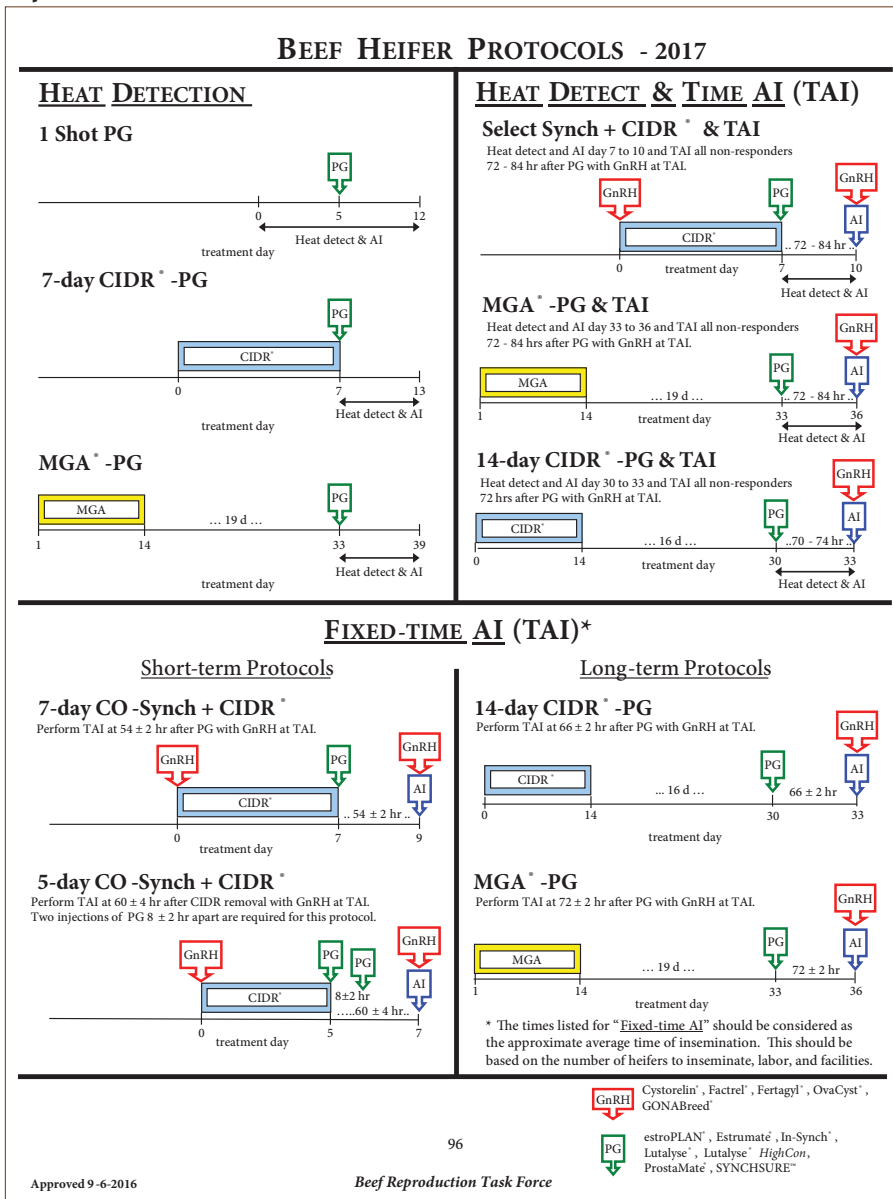 BEEF HEIFER PROTOCOLS - 2017
HEAT DETECTION
1 Shot PG
PG
0 5 12
Heat detect & AI
treatment day
7-day CIDR® -PG
PG
CIDR®
0 7 13
Heat detect & AI
treatment day
MGA® -PG
PG
MGA
... 19 d ...
1 14 33 39
Heat detect & AI
treatment day
HEAT DETECT & TIME AI (TAI)
Select Synch + CIDR® & TAI
Heat detect and AI day 7 to 10 and TAI all non-responders
72 - 84 hr after PG with GnRH at TAI.
GnRH PG GnRH
AI
CIDR®
.. 72 - 84 hr ..
0 treatment day 7 10
Heat detect & AI
MGA® -PG & TAI
Heat detect and AI day 33 to 36 and TAI all non-responders
72 - 84 hrs after PG with GnRH at TAI.
GnRH
PG AI
MGA
... 19 d ... .. 72 - 84 hr ..
1 14 33 36
treatment day Heat detect & AI
14-day CIDR® -PG & TAI
Heat detect and AI day 30 to 33 and TAI all non-responders
72 hrs after PG with GnRH at TAI.
GnRH
PG AI
CIDR®
... 16 d ... ..70 - 74 hr ..
0 14 30 33
treatment day Heat detect & AI
FIXED-TIME AI (TAI)*
Short-term Protocols
7-day CO -Synch + CIDR®
Perform TAI at 54 ± 2 hr after PG with GnRH at TAI.
GnRH PG GnRH
AI
CIDR®
.. 54 ± 2 hr ..
0 7 9
treatment day
5-day CO -Synch + CIDR®
Perform TAI at 60 ± 4 hr after CIDR removal with GnRH at TAI.
Two injections of PG 8 ± 2 hr apart are required for this protocol.
GnRH PG GnRH
PG AI
CIDR®
8±2 hr
.....60 ± 4 hr..
0 5 7
treatment day
Long-term Protocols
14-day CIDR® -PG
Perform TAI at 66 ± 2 hr after PG with GnRH at TAI.
GnRH
PG AI
CIDR®
... 16 d ... 66 ± 2 hr
0 14 30 33
treatment day
MGA® -PG
Perform TAI at 72 ± 2 hr after PG with GnRH at TAI.
GnRH
PG AI
MGA
... 19 d ... 72 ± 2 hr
1 14 33 36
treatment day
* The times listed for “Fixed-time AI” should be considered as
the approximate average time of insemination. This should be
based on the number of heifers to inseminate, labor, and facilities.
GnRH
Cystorelin®, Factrel®, Fertagyl®, OvaCyst®,
GONABreed®
PG
estroPLAN®, Estrumate®, In-Synch®,
Lutalyse®, Lutalyse® HighCon,
ProstaMate®, SYNCHSURE™
96
Approved 9-6-2016
Beef Reproduction Task Force